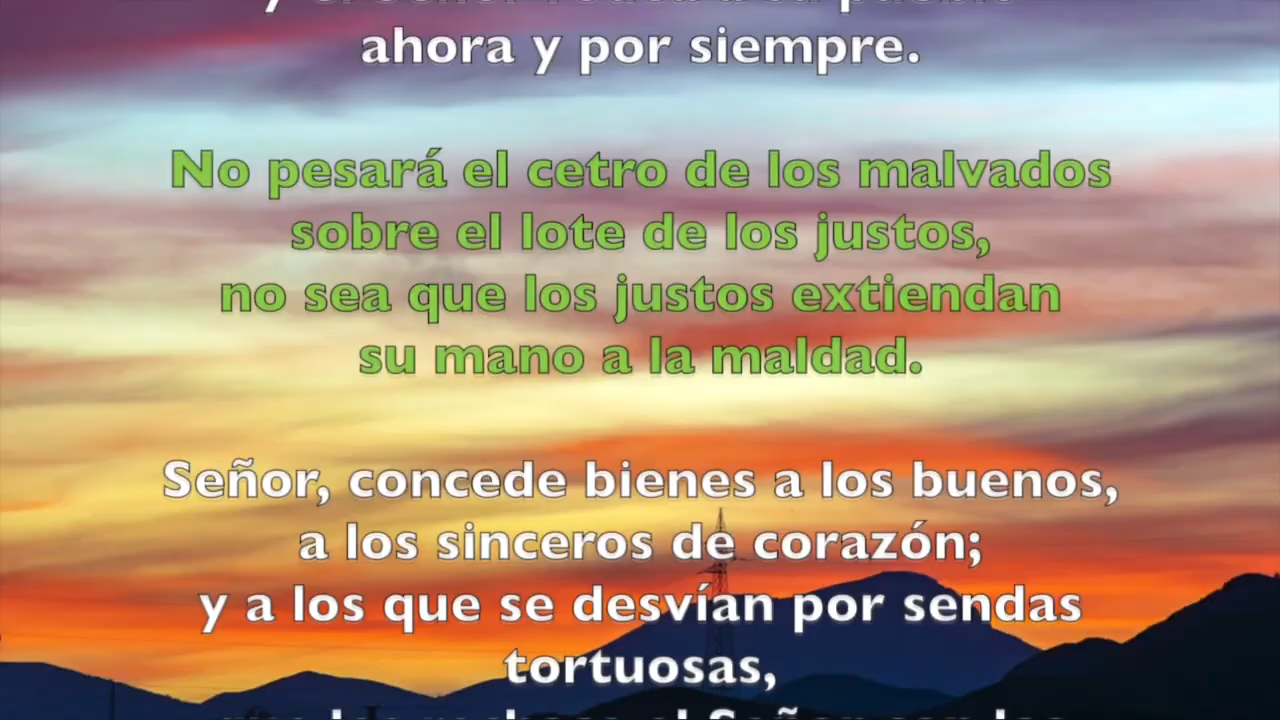 ahora y por siempre.
No pesará el cetro de los malvados
sobre el lote de los justos,
no sea que los justos extiendan
su mano a la maldad.
Señor, concede bienes a los buenos,
a los sinceros de corazón;
y a los que se desvían por sendas
tortuosas,